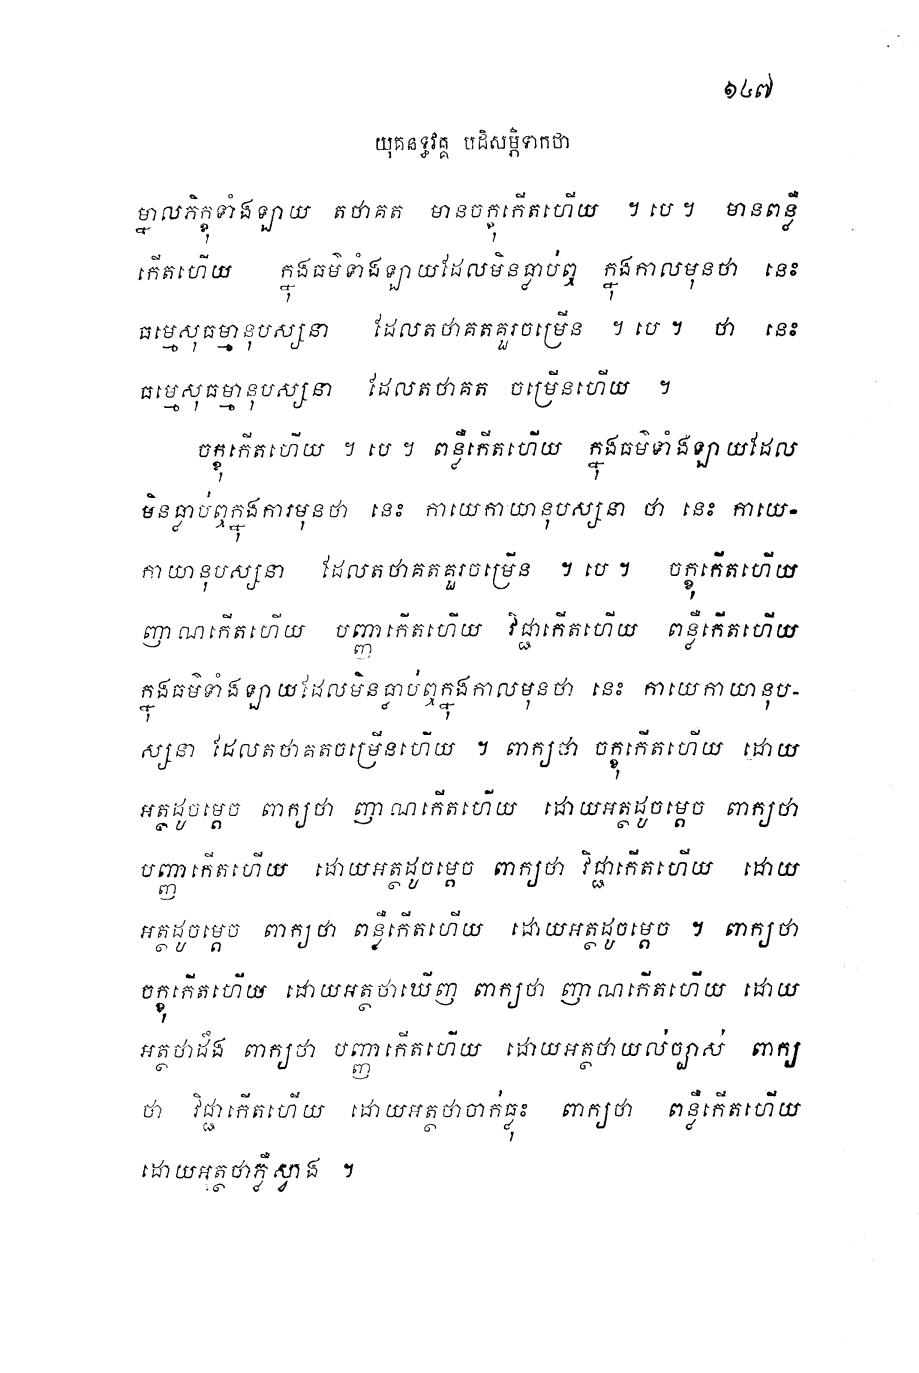 ១៤៧
យុគនទ្ធវគ្គ បដិសម្ភិទាកថា
ម្នាលភិក្ខុទាំងឡាយ តថាគត មានចក្ខុកើតហើយ ។ បេ ។ មានពន្លឺ
កើតហើយ ក្នុងធម៌ទាំងឡាយដែលមិនធ្លាប់ឮ ក្នុងកាលមុនថា នេះ
ធម្មេសុធម្មានុបស្សនា ដែលតថាគតគួរចម្រើន ។ បេ ។ ថា នេះ
ធម្មេសុធម្មានុបស្សនា ដែលតថាគត ចម្រើនហើយ ។
ចក្ខុកើតហើយ ។ បេ ។ ពន្លឺកើតហើយ ក្នុងធម៌ទាំងឡាយដែល
មិនធ្លាប់ឮក្នុងការមុនថា នេះ កាយេកាយានុបស្សនា ថា នេះ កាយេ-
កាយានុបស្សនា ដែលតថាគតគួរចម្រើន ។ បេ ។ ចក្ខុកើតហើយ
ញាណកើតហើយ បញ្ញាកើតហើយ វិជ្ជាកើតហើយ ពន្លឺកើតហើយ
ក្នុងធម៌ទាំងឡាយដែលមិនធ្លាប់ឮក្នុងកាលមុនថា នេះ កាយេកាយានុប-
ស្សនា ដែលតថាគតចម្រើនហើយ ។ ពាក្យថា ចក្ខុកើតហើយ ដោយ
អត្ថដូចម្តេច ពាក្យថា ញាណកើតហើយ ដោយអត្ថដូចម្តេច ពាក្យថា
បញ្ញាកើតហើយ ដោយអត្ថដូចម្តេច ពាក្យថា វិជ្ជាកើតហើយ ដោយ
អត្ថដូចម្តេច ពាក្យថា ពន្លឺកើតហើយ ដោយអត្ថដូចម្តេច ។ ពាក្យថា
ចក្ខុកើតហើយ ដោយអត្ថថាឃើញ ពាក្យថា ញាណកើតហើយ ដោយ
អត្ថថាដឹង ពាក្យថា បញ្ញាកើតហើយ ដោយអត្ថថាយល់ច្បាស់ ពាក្យ
ថា វិជ្ជាកើតហើយ ដោយអត្ថថាចាក់ធ្លុះ ពាក្យថា ពន្លឺកើតហើយ
ដោយអត្ថថាភ្លឺស្វាង ។